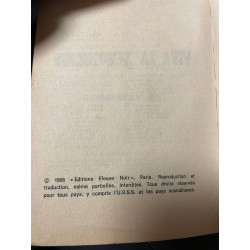 © 1966 « Editions Fleuve Noir », Paris. Reproduction et
traduction, même partielles, interdites. Tous droits réservés
pour tous pays, y compris l'U.R.S.S. et les pays scandinaves.